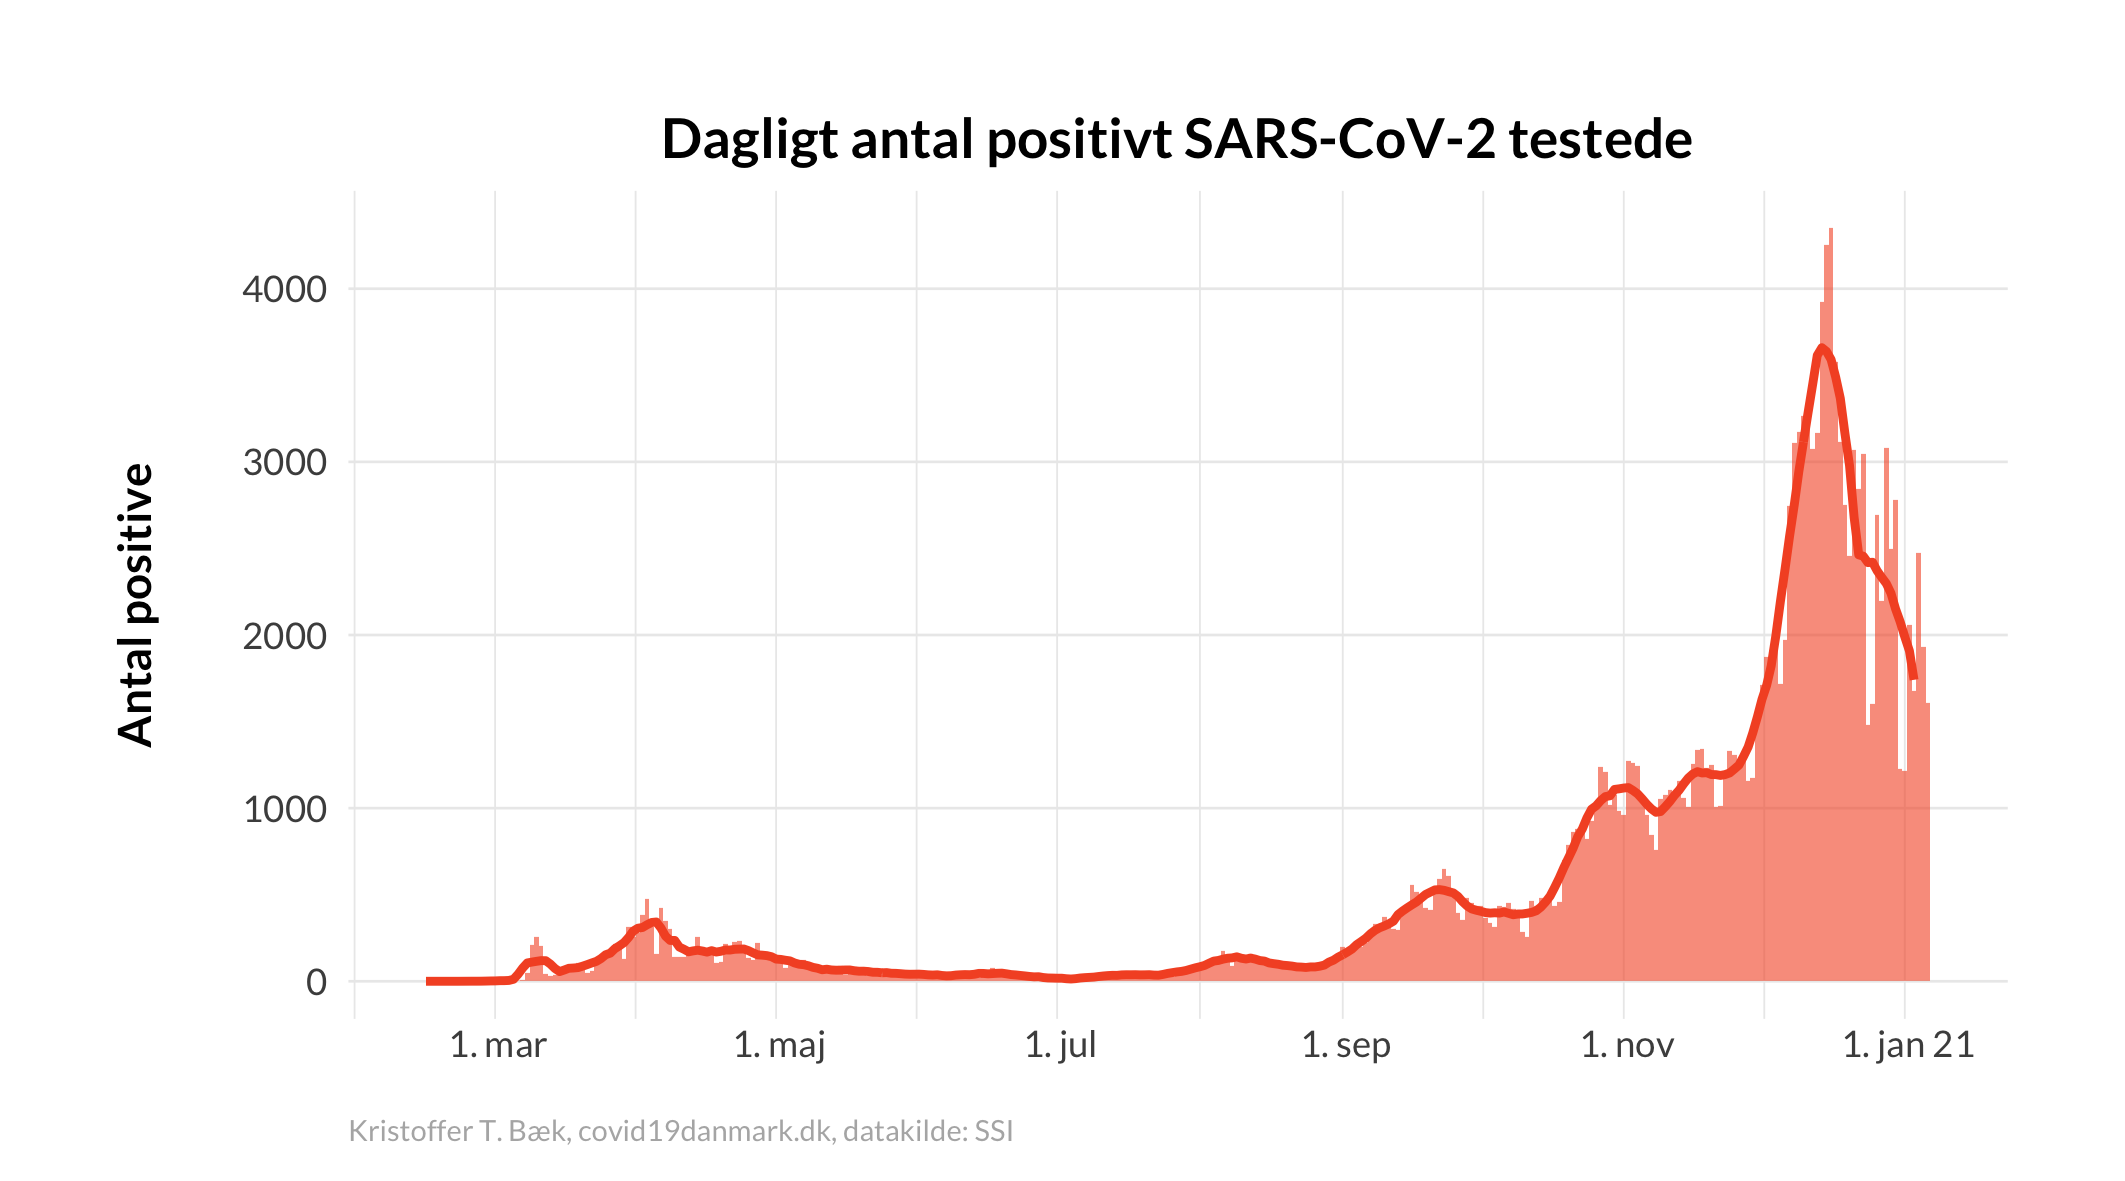 Dagligt antal positivt SARS-CoV-2 testede
Antal positive
4000
3000
2000
1000
0
1. mar
1. maj
1. jul
1. sep
1. nov
1. jan 21
Kristoffer T. Bæk, covid19danmark.dk, datakilde: SSI